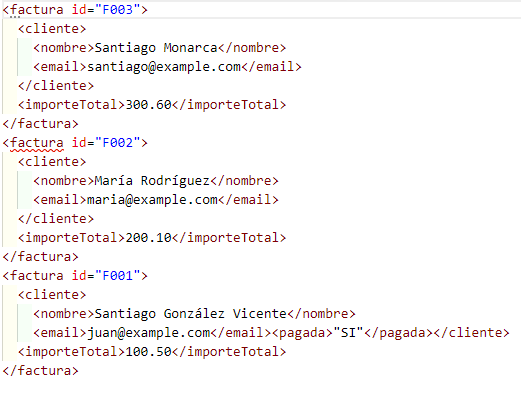 <factura id="F003">
<cliente>
<nombre>Santiago Monarca</nombre>
<email>santiago@example.com</email>
</cliente>
<importeTotal>300.60</importeTotal>
</factura>
<factura id="F002">
<cliente>
<nombre>María Rodríguez</nombre>
<email>maria@example.com</email>
</cliente>
<importeTotal>200.10</importeTotal>
</factura>
<factura id="F001">
<cliente>
<nombre>Santiago González Vicente</nombre>
<email>juan@example.com</email><pagada>"SI"</pagada></cliente>
<importeTotal>100.50</importeTotal>
</factura>